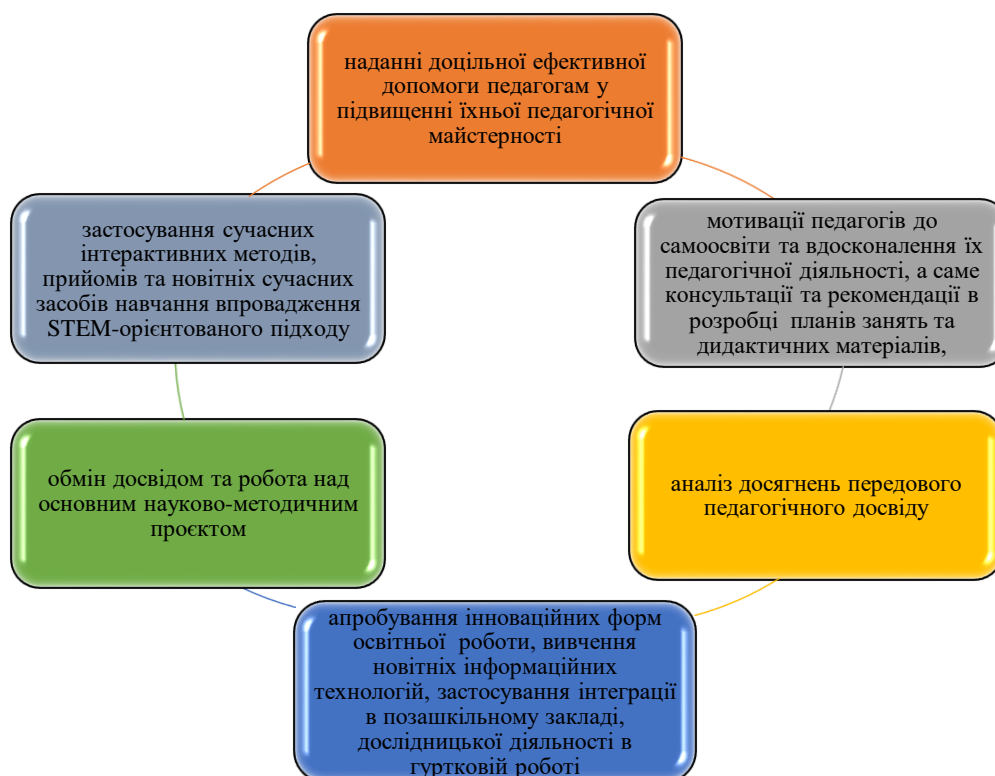 наданні доцільної ефективної
допомоги педагогам у
підвищенні їхньої педагогічної
майстерності
застосування сучасних
інтерактивних методів,
прийомів та новітніх сучасних
засобів навчання впровадження
STEM-орієнтованого підходу
мотивації педагогів до
самоосвіти та вдосконалення їх
педагогічної діяльності, а саме
консультації та рекомендації в
розробці планів занять та
дидактичних матеріалів,
обмін досвідом та робота над
основним науково-методичним
проєктом
аналіз досягнень передового
педагогічного досвіду
апробування інноваційних форм
освітньої роботи, вивчення
новітніх інформаційних
технологій, застосування інтеграції
в позашкільному закладі,
дослідницької діяльності в
гуртковій роботі